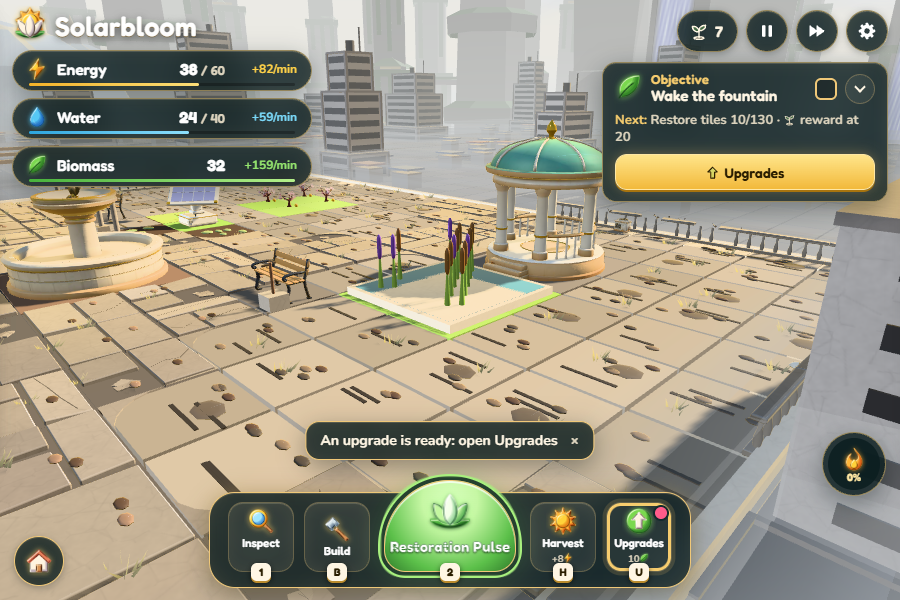 Solarbloom
7
Energy 38 / 60 +82/min
Water 24 / 40 +59/min
Biomass 32 +159/min
Objective
Wake the fountain
Next: Restore tiles 10/130 · reward at
20
Upgrades
An upgrade is ready: open Upgrades ×
0%
Inspect
1
Build
B
Restoration Pulse
2
Harvest
+8
H
Upgrades
10
U